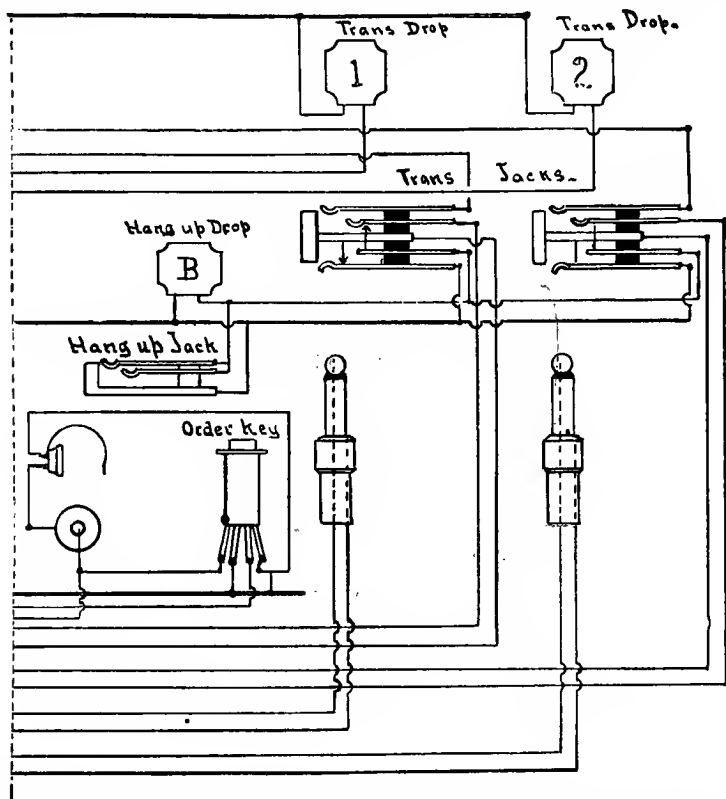 Trans Drop
Trans Drop.
1
2
Trans Jacks-
Hang up Drop
B
Hang up Jack
Order Key